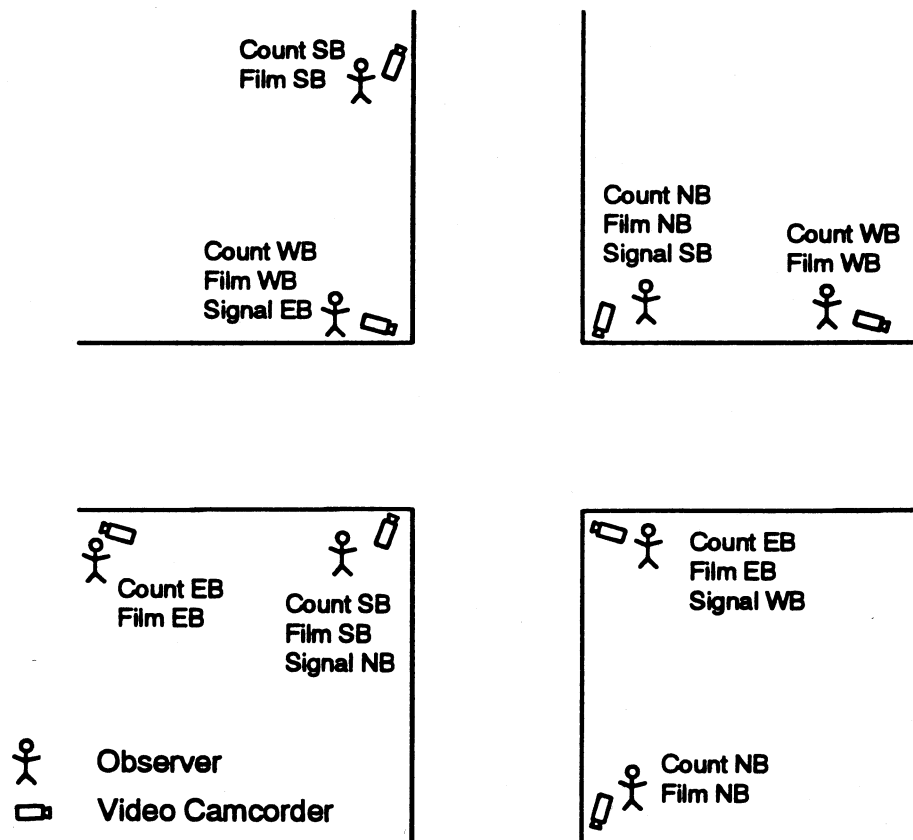 Count SB
Film SB
Count NB
Film NB
Signal SB
Count WB
Film WB
Count WB
Film WB
Signal EB
Count EB
Film EB
Count SB
Film SB
Signal NB
Count EB
Film EB
Signal WB
Count NB
Film NB
Observer
Video Camcorder